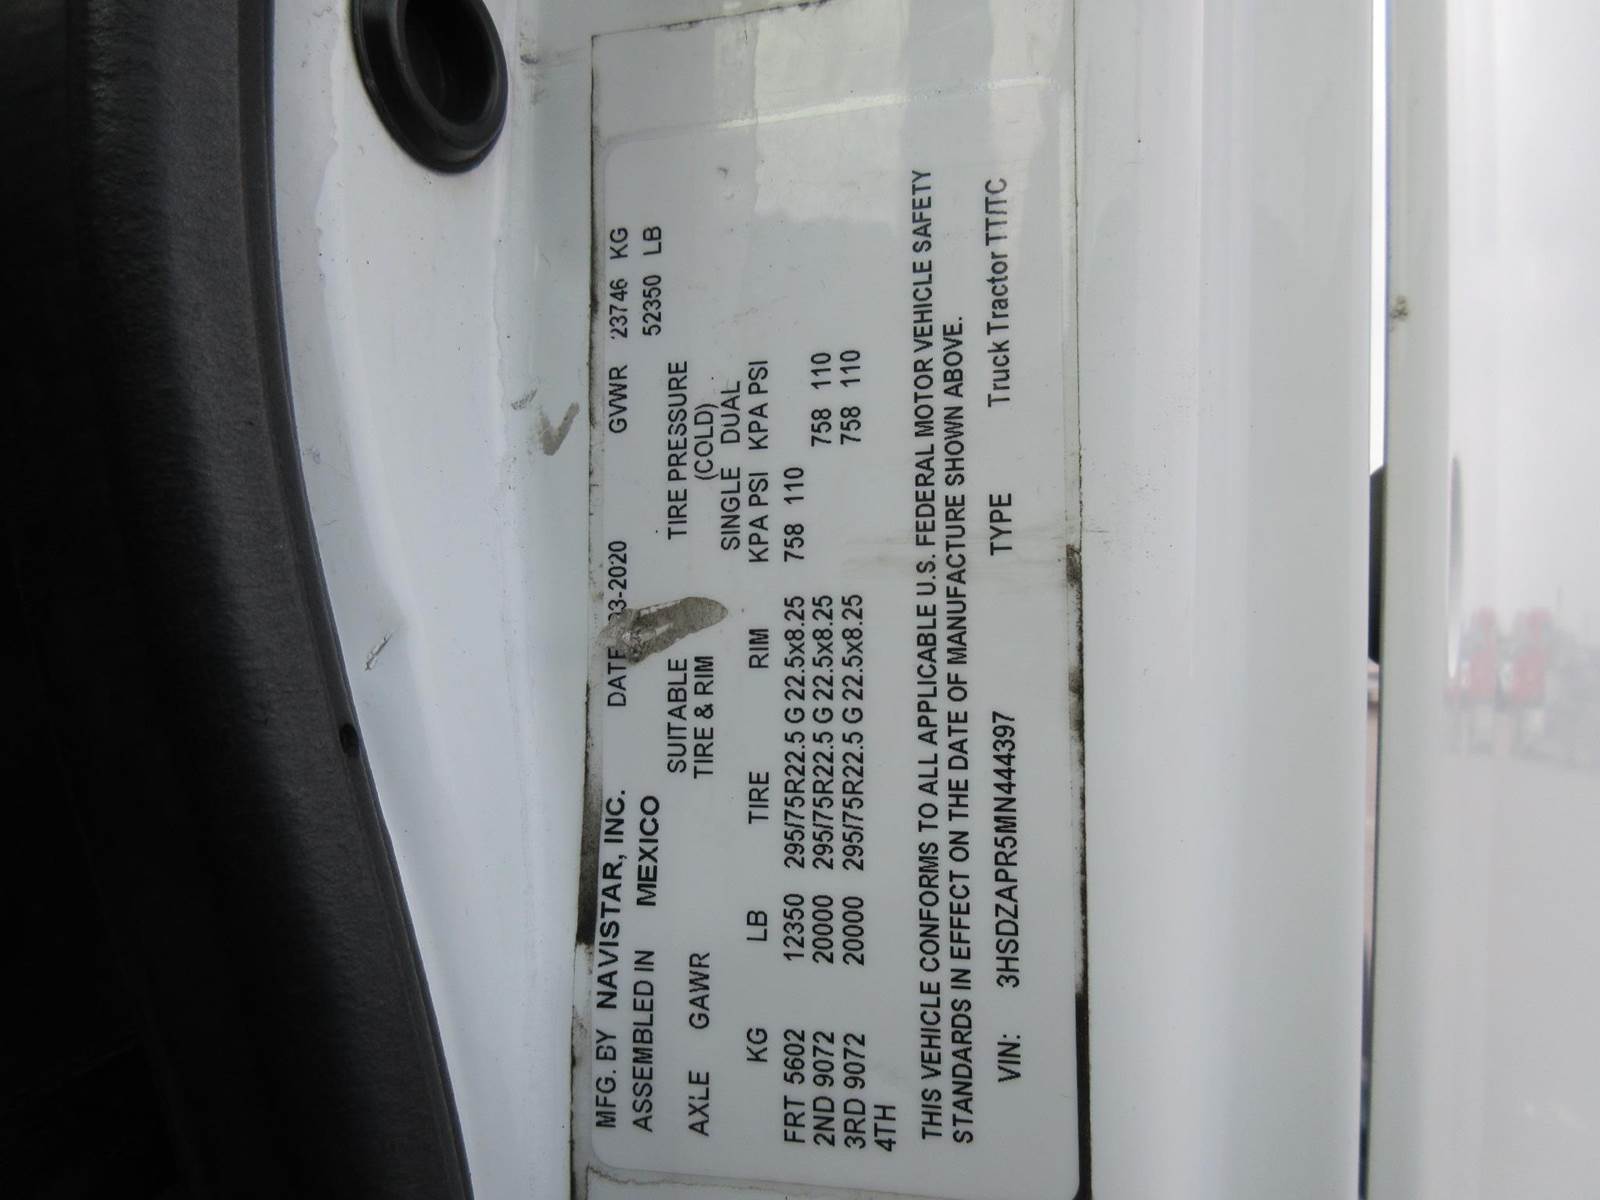 MFG. BY NAVISTAR, INC. DATE 03-2020 GVWR 23746 KG
ASSEMBLED IN MEXICO 52350 LB
SUITABLE TIRE PRESSURE
AXLE GAWR TIRE & RIM (COLD)
SINGLE DUAL
KG LB TIRE RIM KPA PSI KPA PSI
FRT 5602 12350 295/75R22.5 G 22.5x8.25 758 110
2ND 9072 20000 295/75R22.5 G 22.5x8.25 758 110
3RD 9072 20000 295/75R22.5 G 22.5x8.25 758 110
4TH
THIS VEHICLE CONFORMS TO ALL APPLICABLE U.S. FEDERAL MOTOR VEHICLE SAFETY
STANDARDS IN EFFECT ON THE DATE OF MANUFACTURE SHOWN ABOVE.
VIN: 3HSDZAPR5MN444397 TYPE Truck Tractor TT/TC